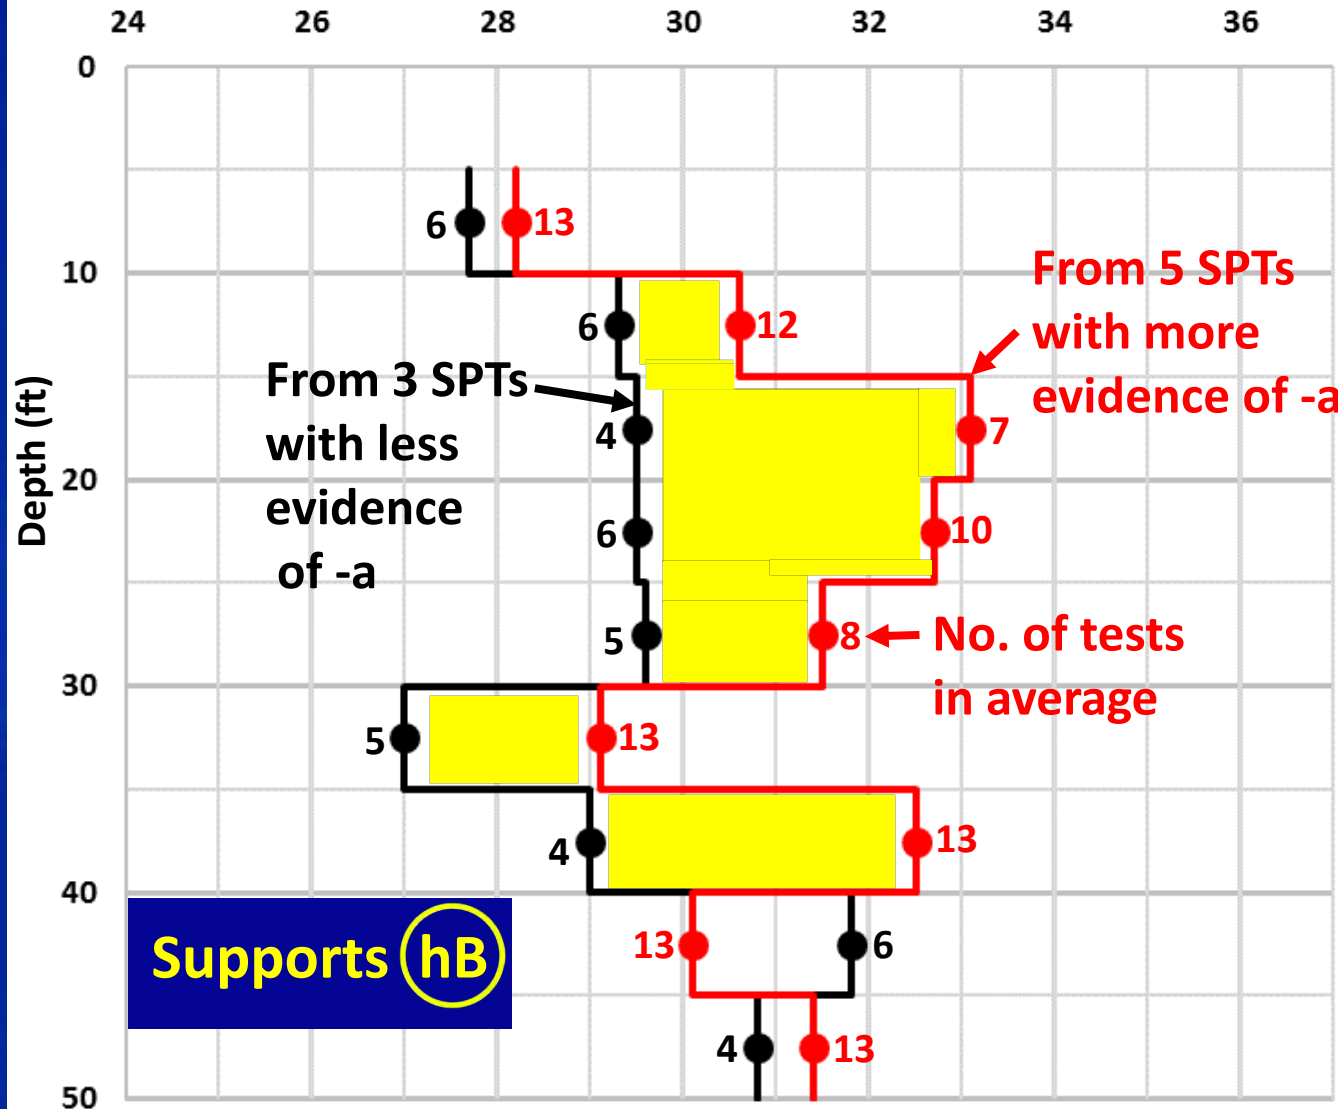 24 26 28 30 32 34 36
0
6 13
10
From 5 SPTs
with more
evidence of -a
6 12
From 3 SPTs
with less
evidence
of -a
4 7
Depth (ft)
20
6 10
5 8 No. of tests
in average
30
5 13
4 13
40
13 6
Supports hB
4 13
50